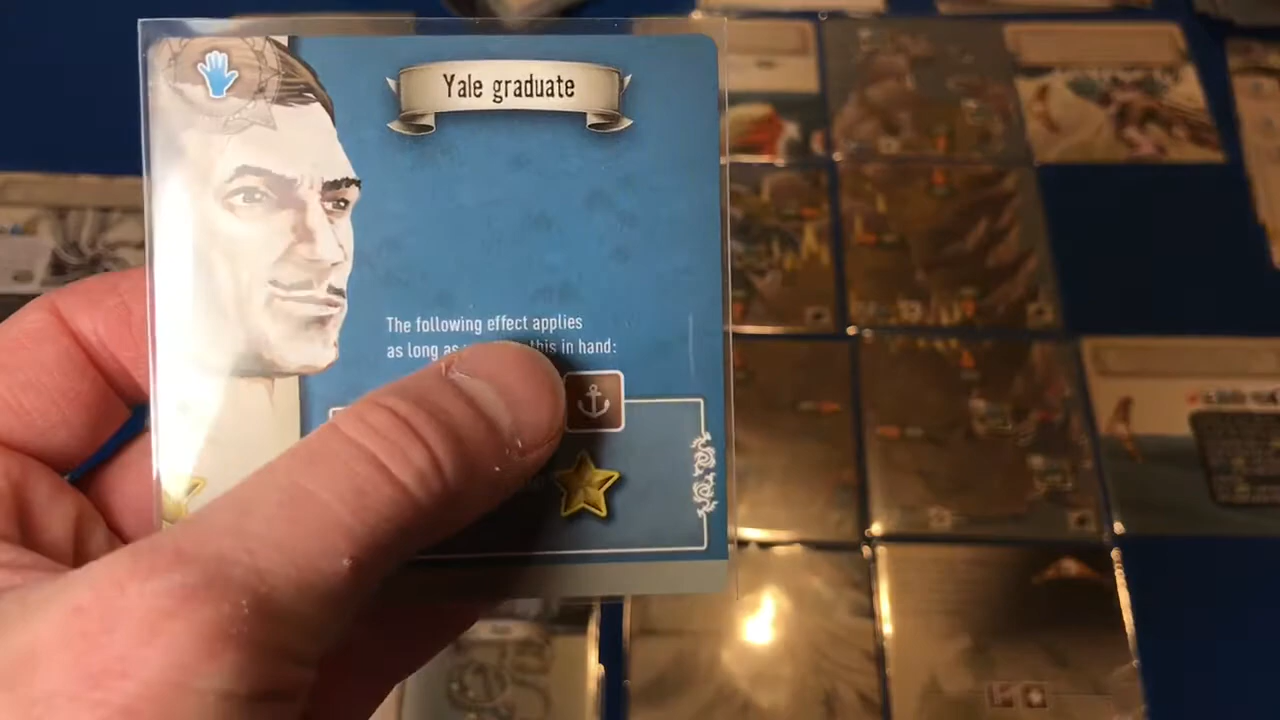 Yale graduate
The following effect applies
as long as this in hand: